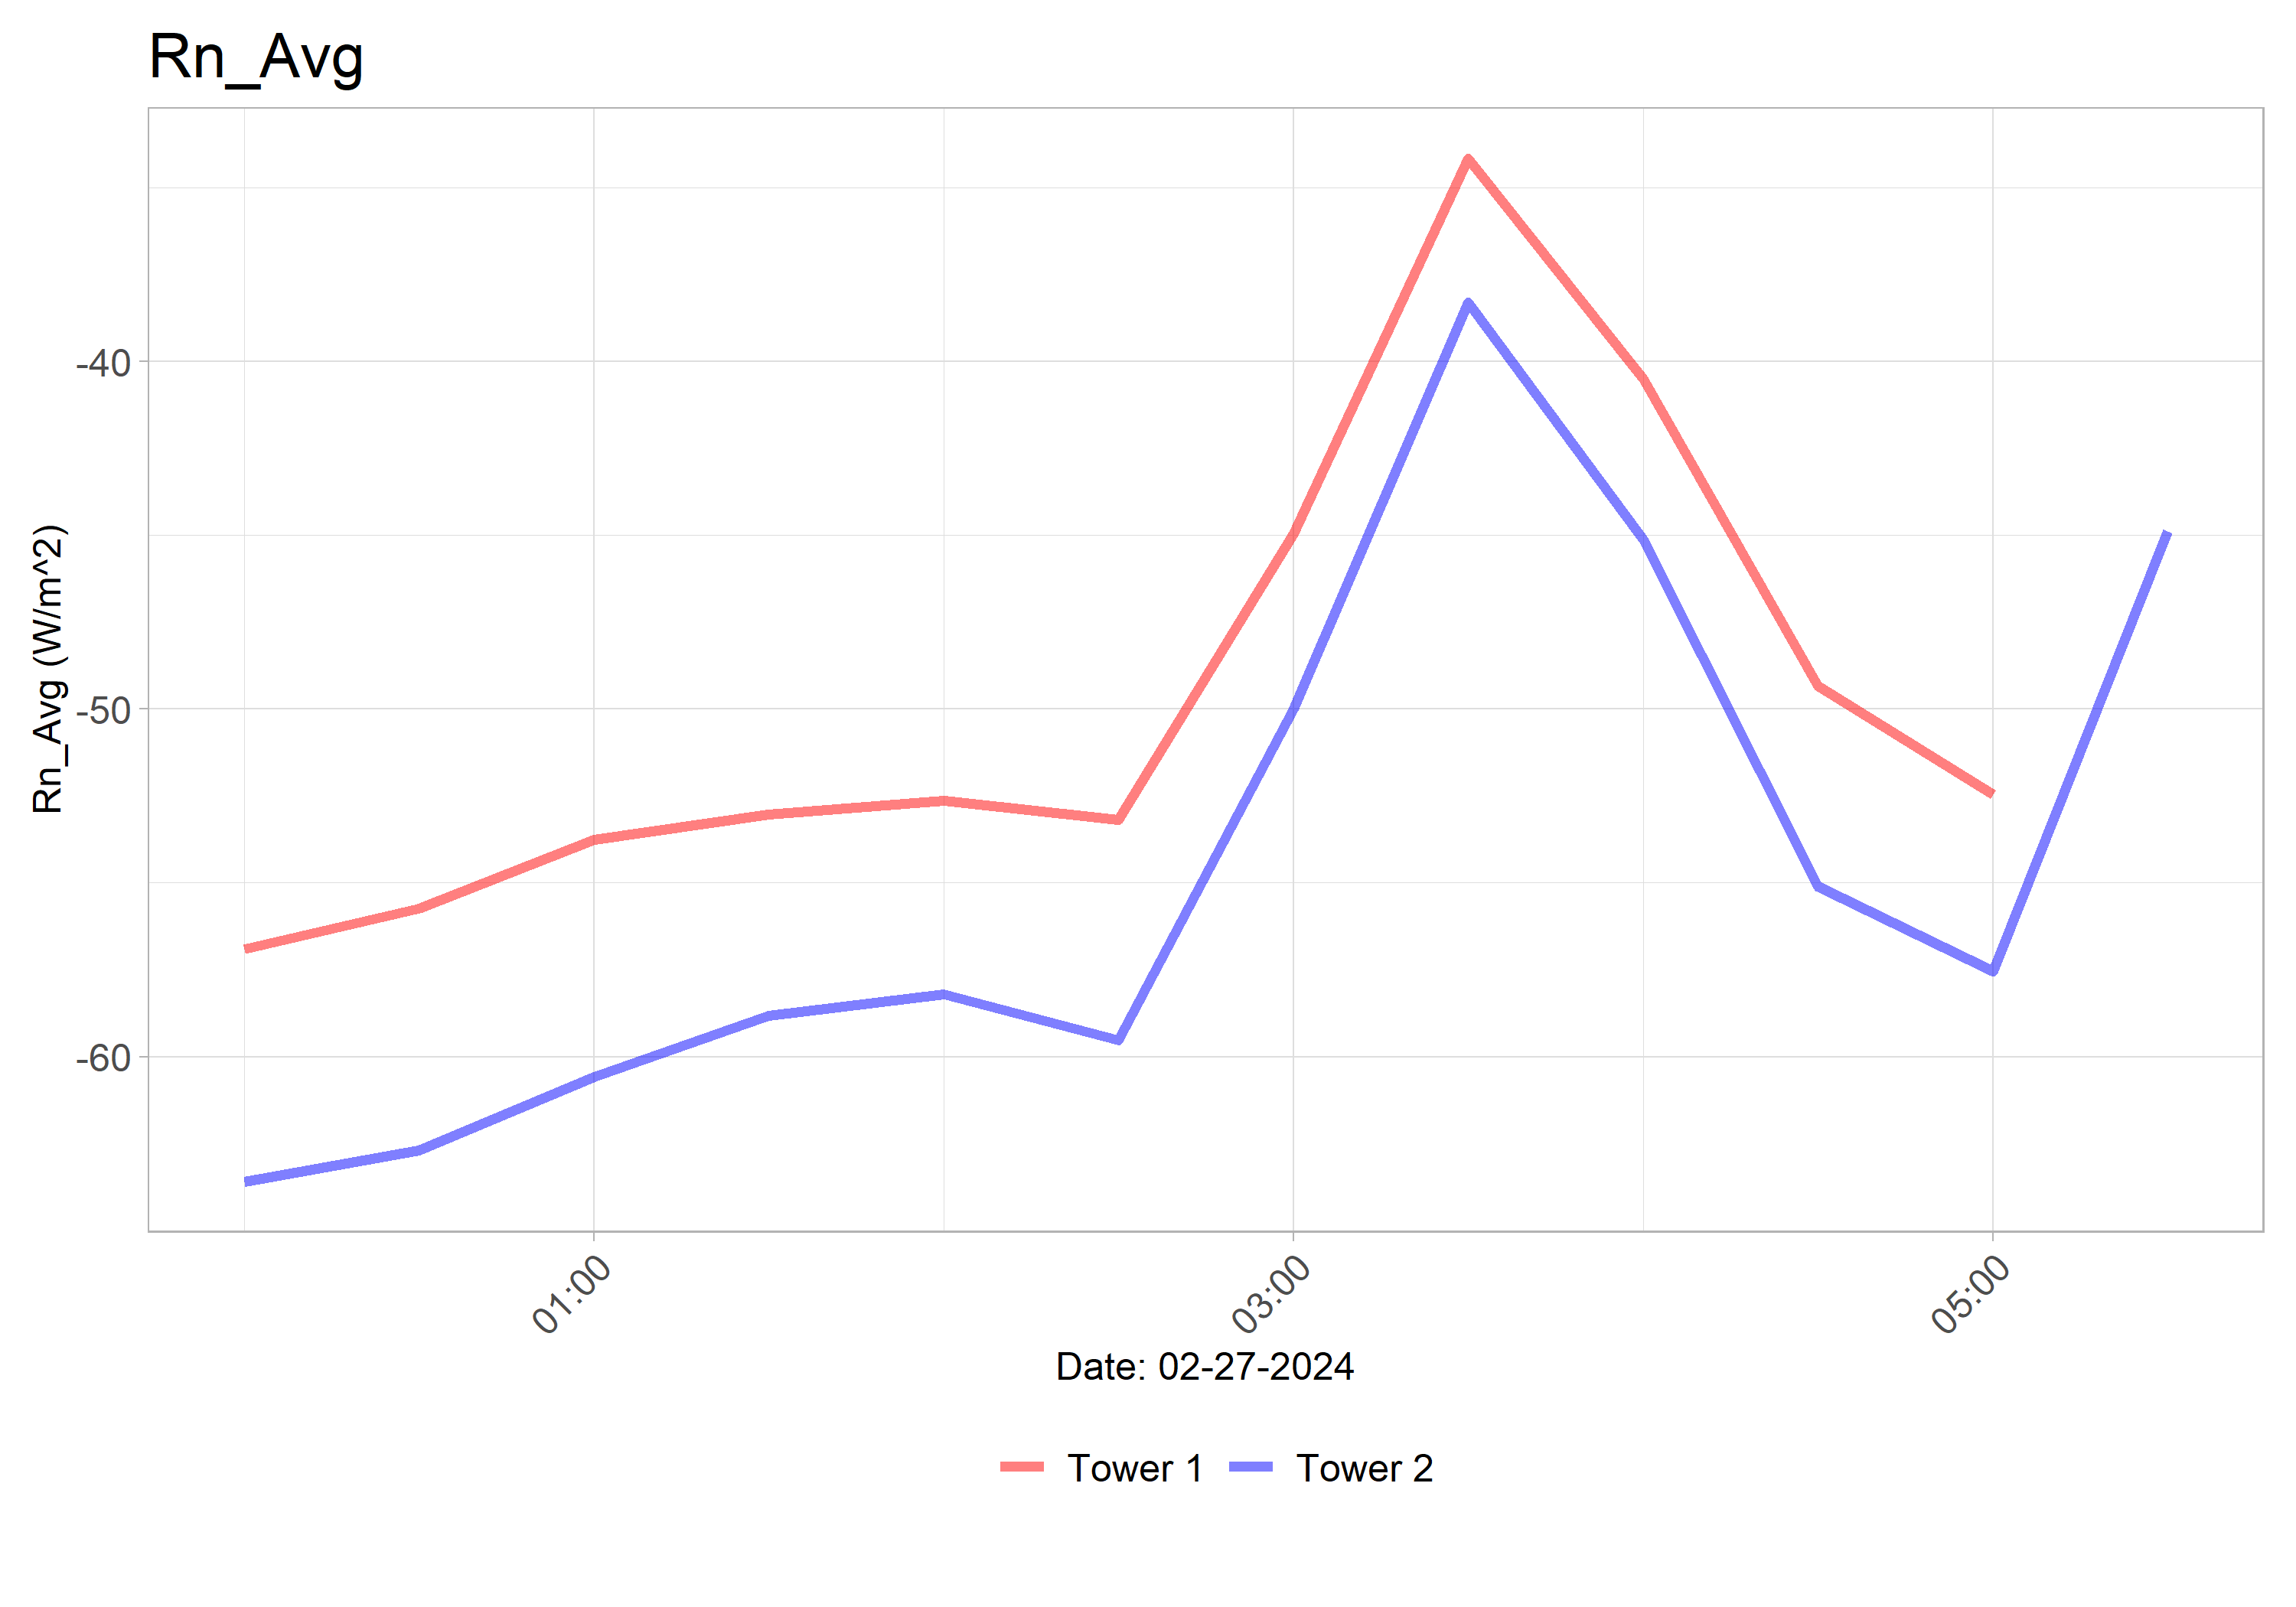 Rn_Avg
Rn_Avg (W/m^2)
-40
-50
-60
01:00
03:00
05:00
Date: 02-27-2024
Tower 1
Tower 2